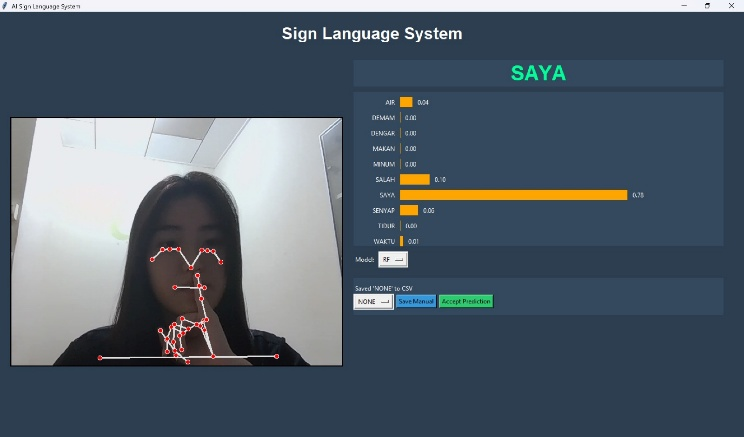 AI Sign Language System
Sign Language System
SAYA
AIR 0.04
DEMAM 0.00
DENGAR 0.00
MAKAN 0.00
MINUM 0.00
SALAH 0.10
SAYA 0.78
SENYAP 0.06
TIDUR 0.00
WAKTU 0.01
Model: RF
Saved 'NONE' to CSV
NONE Save Manual Accept Prediction